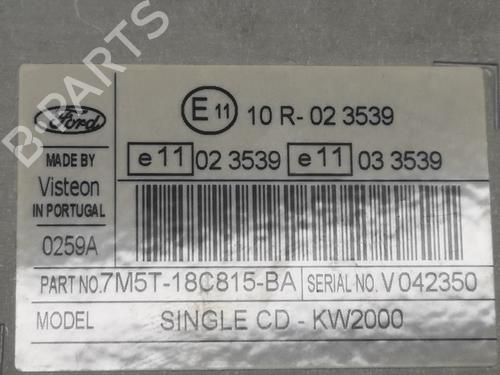 Ford
E 11 10 R- 02 3539
MADE BY
Visteon
IN PORTUGAL
0259A
e 11 02 3539 e 11 03 3539
PART NO. 7M5T-18C815-BA SERIAL NO. V 042350
MODEL SINGLE CD - KW2000
B-PARTS